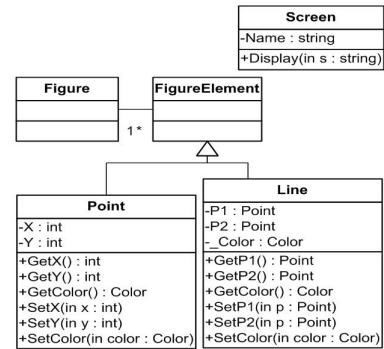 Screen
-Name : string
+Display(in s : string)
Figure
FigureElement
1 *
Point
-X : int
-Y : int
+GetX() : int
+GetY() : int
+GetColor() : Color
+SetX(in x : int)
+SetY(in y : int)
+SetColor(in color : Color)
Line
-P1 : Point
-P2 : Point
-_Color : Color
+GetP1() : Point
+GetP2() : Point
+GetColor() : Color
+SetP1(in p : Point)
+SetP2(in p : Point)
+SetColor(in color : Color)